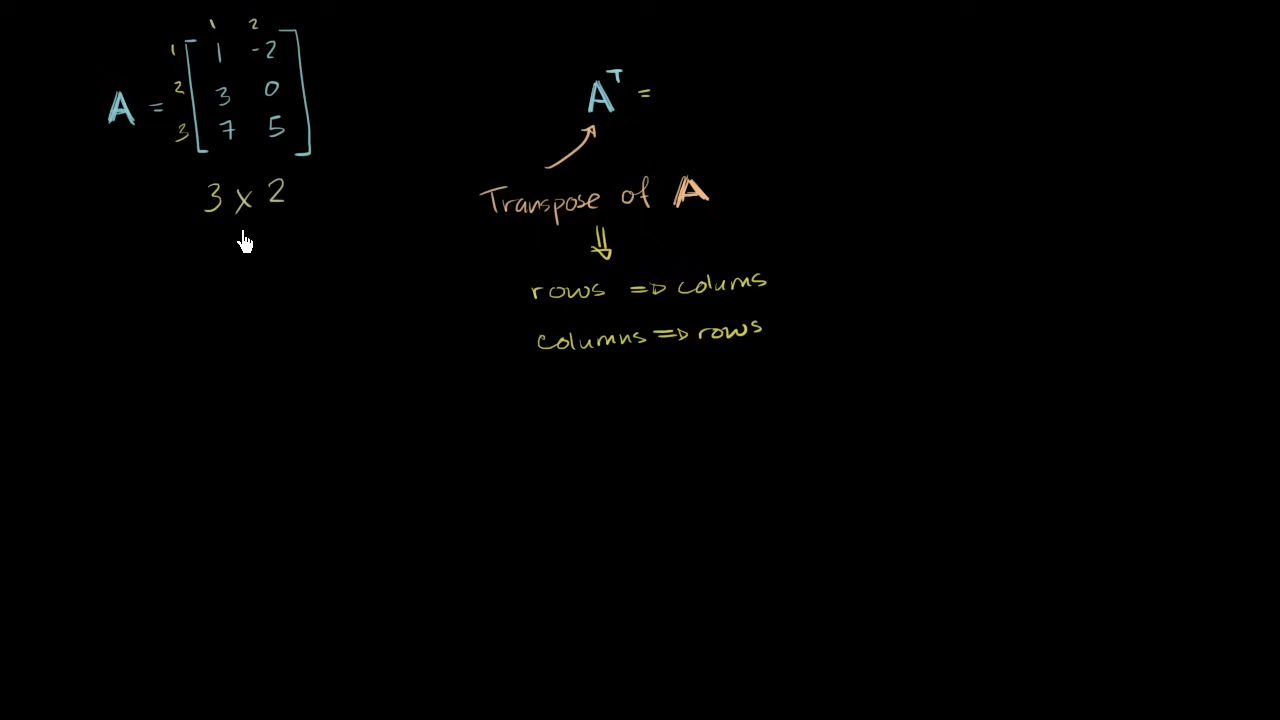 1 2
1 1 -2
A = 2 3 0
3 7 5
3 x 2
Aᵀ =
Transpose of A
rows => colums
columns => rows